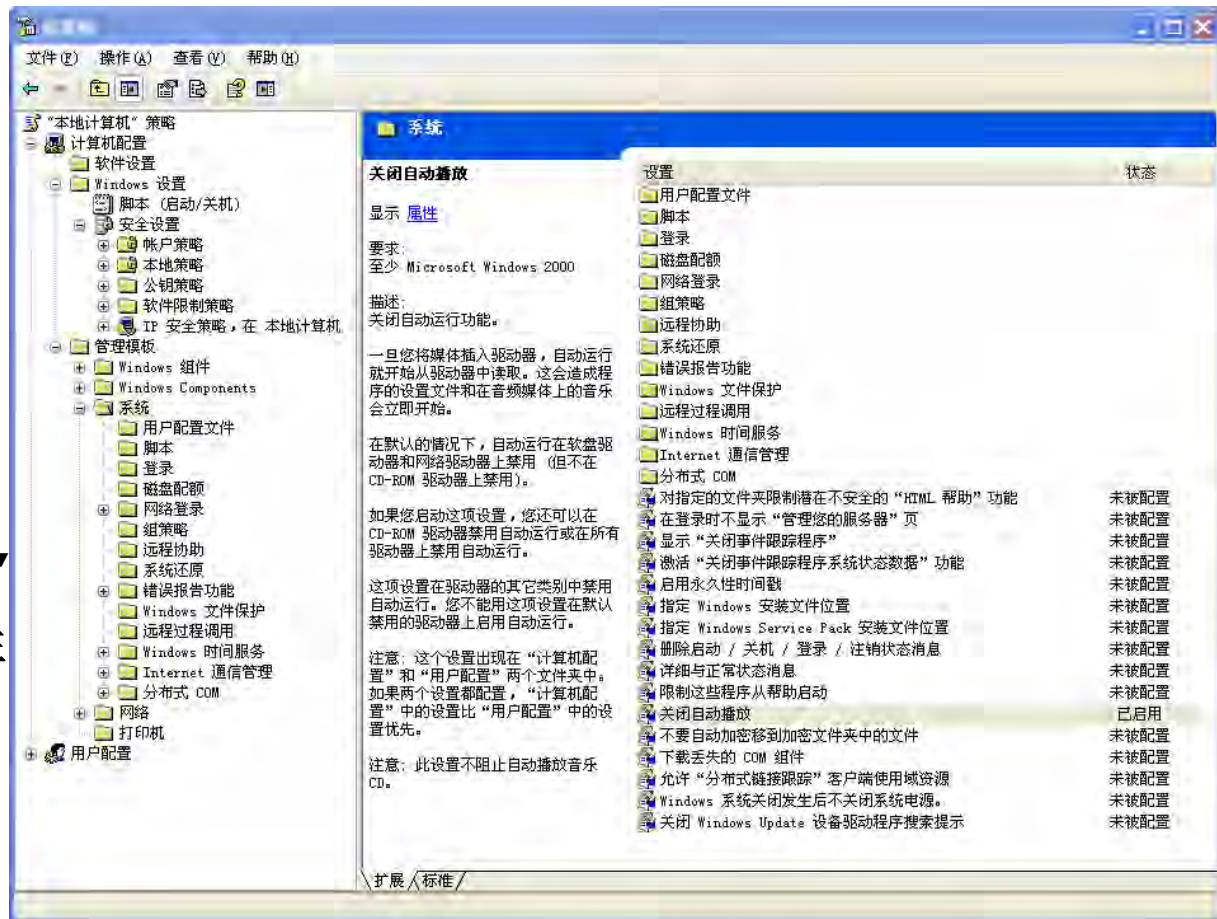 文件(F) 操作(A) 查看(V) 帮助(H)
“本地计算机” 策略
计算机配置
软件设置
Windows 设置
脚本 (启动/关机)
安全设置
帐户策略
本地策略
公钥策略
软件限制策略
IP 安全策略，在 本地计算机
管理模板
Windows 组件
Windows Components
系统
用户配置文件
脚本
登录
磁盘配额
网络登录
组策略
远程协助
系统还原
错误报告功能
Windows 文件保护
远程过程调用
Windows 时间服务
Internet 通信管理
分布式 COM
网络
打印机
用户配置
系统
关闭自动播放
显示 属性
要求:
至少 Microsoft Windows 2000
描述:
关闭自动运行功能。
一旦您将媒体插入驱动器，自动运行
就开始从驱动器中读取。这会造成程
序的设置文件和在音频媒体上的音乐
会立即开始。
在默认的情况下，自动运行在软盘驱
动器和网络驱动器上禁用 (但不在
CD-ROM 驱动器上禁用)。
如果您启动这项设置，您还可以在
CD-ROM 驱动器禁用自动运行或在所有
驱动器上禁用自动运行。
这项设置在驱动器的其它类别中禁用
自动运行。您不能用这项设置在默认
禁用的驱动器上启用自动运行。
注意: 这个设置出现在“计算机配
置”和“用户配置”两个文件夹中。
如果两个设置都配置，“计算机配
置”中的设置比“用户配置”中的设
置优先。
注意: 此设置不阻止自动播放音乐
CD。
设置 状态
用户配置文件
脚本
登录
磁盘配额
网络登录
组策略
远程协助
系统还原
错误报告功能
Windows 文件保护
远程过程调用
Windows 时间服务
Internet 通信管理
分布式 COM
对指定的文件夹限制潜在不安全的“HTML 帮助”功能 未被配置
在登录时不显示“管理您的服务器”页 未被配置
显示“关闭事件跟踪程序” 未被配置
激活“关闭事件跟踪程序系统状态数据”功能 未被配置
启用永久性时间戳 未被配置
指定 Windows 安装文件位置 未被配置
指定 Windows Service Pack 安装文件位置 未被配置
删除启动 / 关机 / 登录 / 注销状态消息 未被配置
详细与正常状态消息 未被配置
限制这些程序从帮助启动 未被配置
关闭自动播放 已启用
不要自动加密移到加密文件夹中的文件 未被配置
下载丢失的 COM 组件 未被配置
允许“分布式链接跟踪”客户端使用域资源 未被配置
Windows 系统关闭发生后不关闭系统电源。 未被配置
关闭 Windows Update 设备驱动程序搜索提示 未被配置
扩展 标准